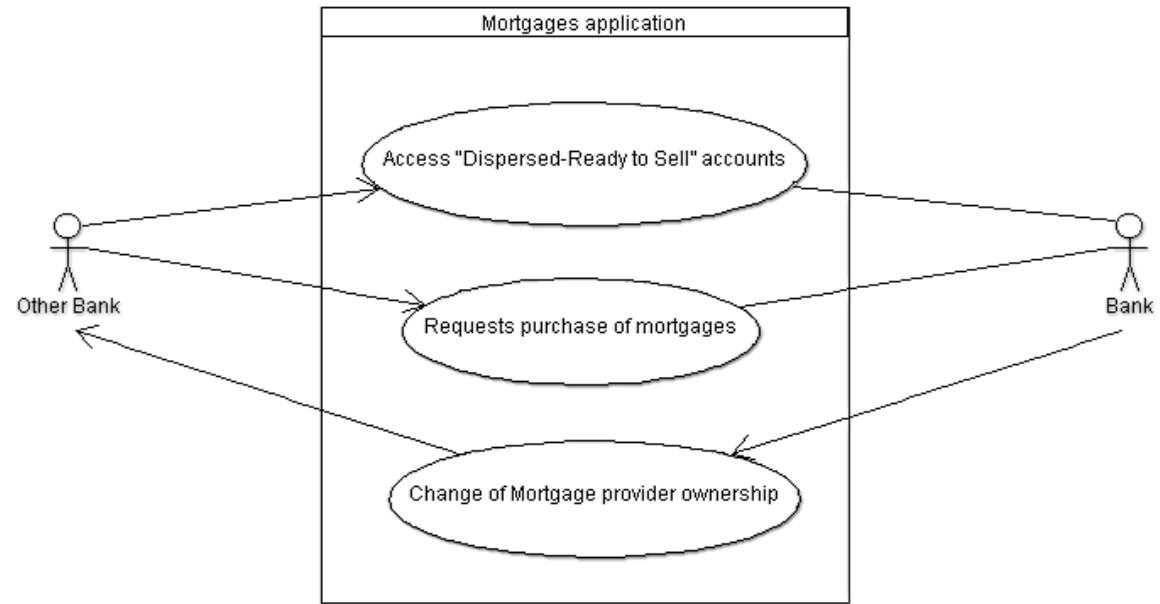 Mortgages application
Access "Dispersed-Ready to Sell" accounts
Other Bank
Bank
Requests purchase of mortgages
Change of Mortgage provider ownership